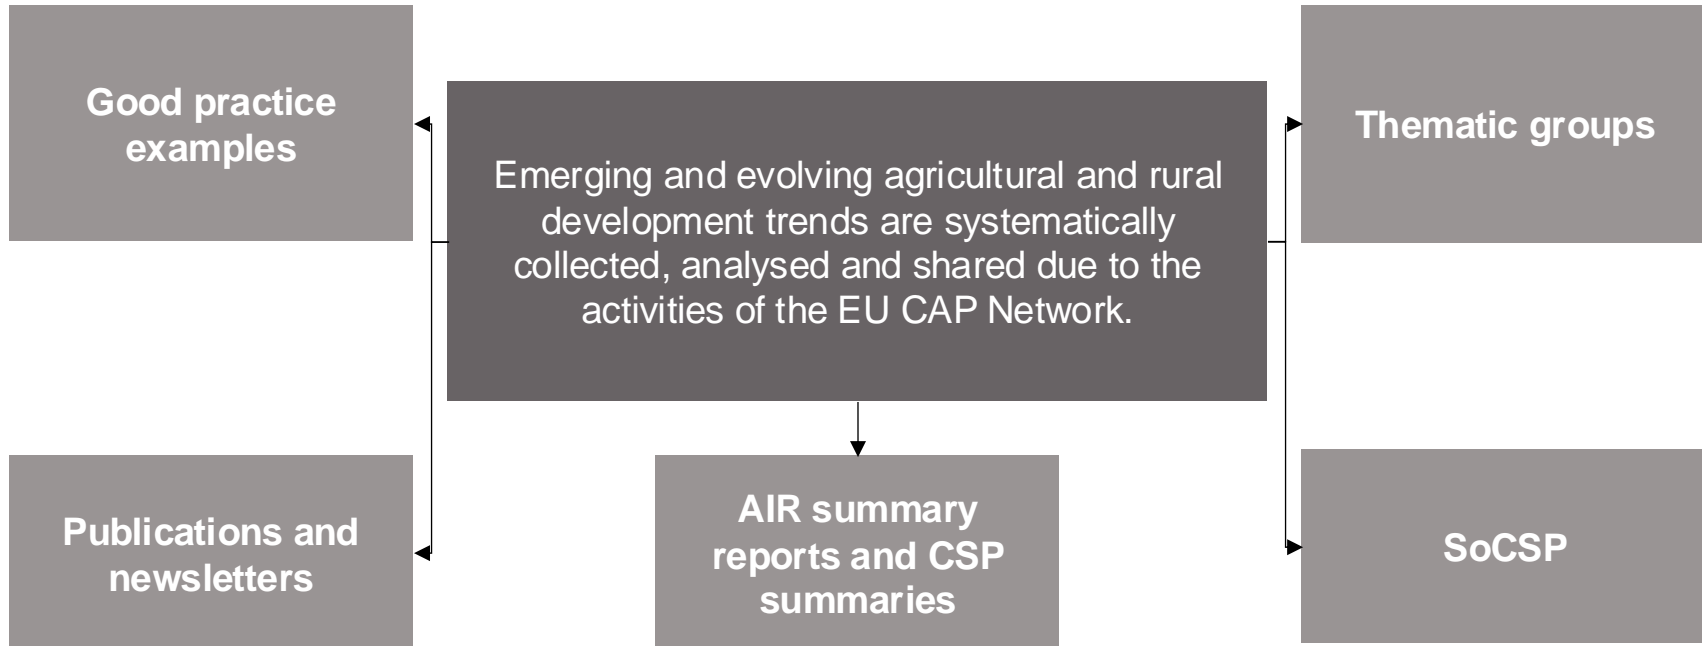 Good practice
examples
Thematic groups
Emerging and evolving agricultural and rural
development trends are systematically
collected, analysed and shared due to the
activities of the EU CAP Network.
Publications and
newsletters
AIR summary
reports and CSP
summaries
SoCSP